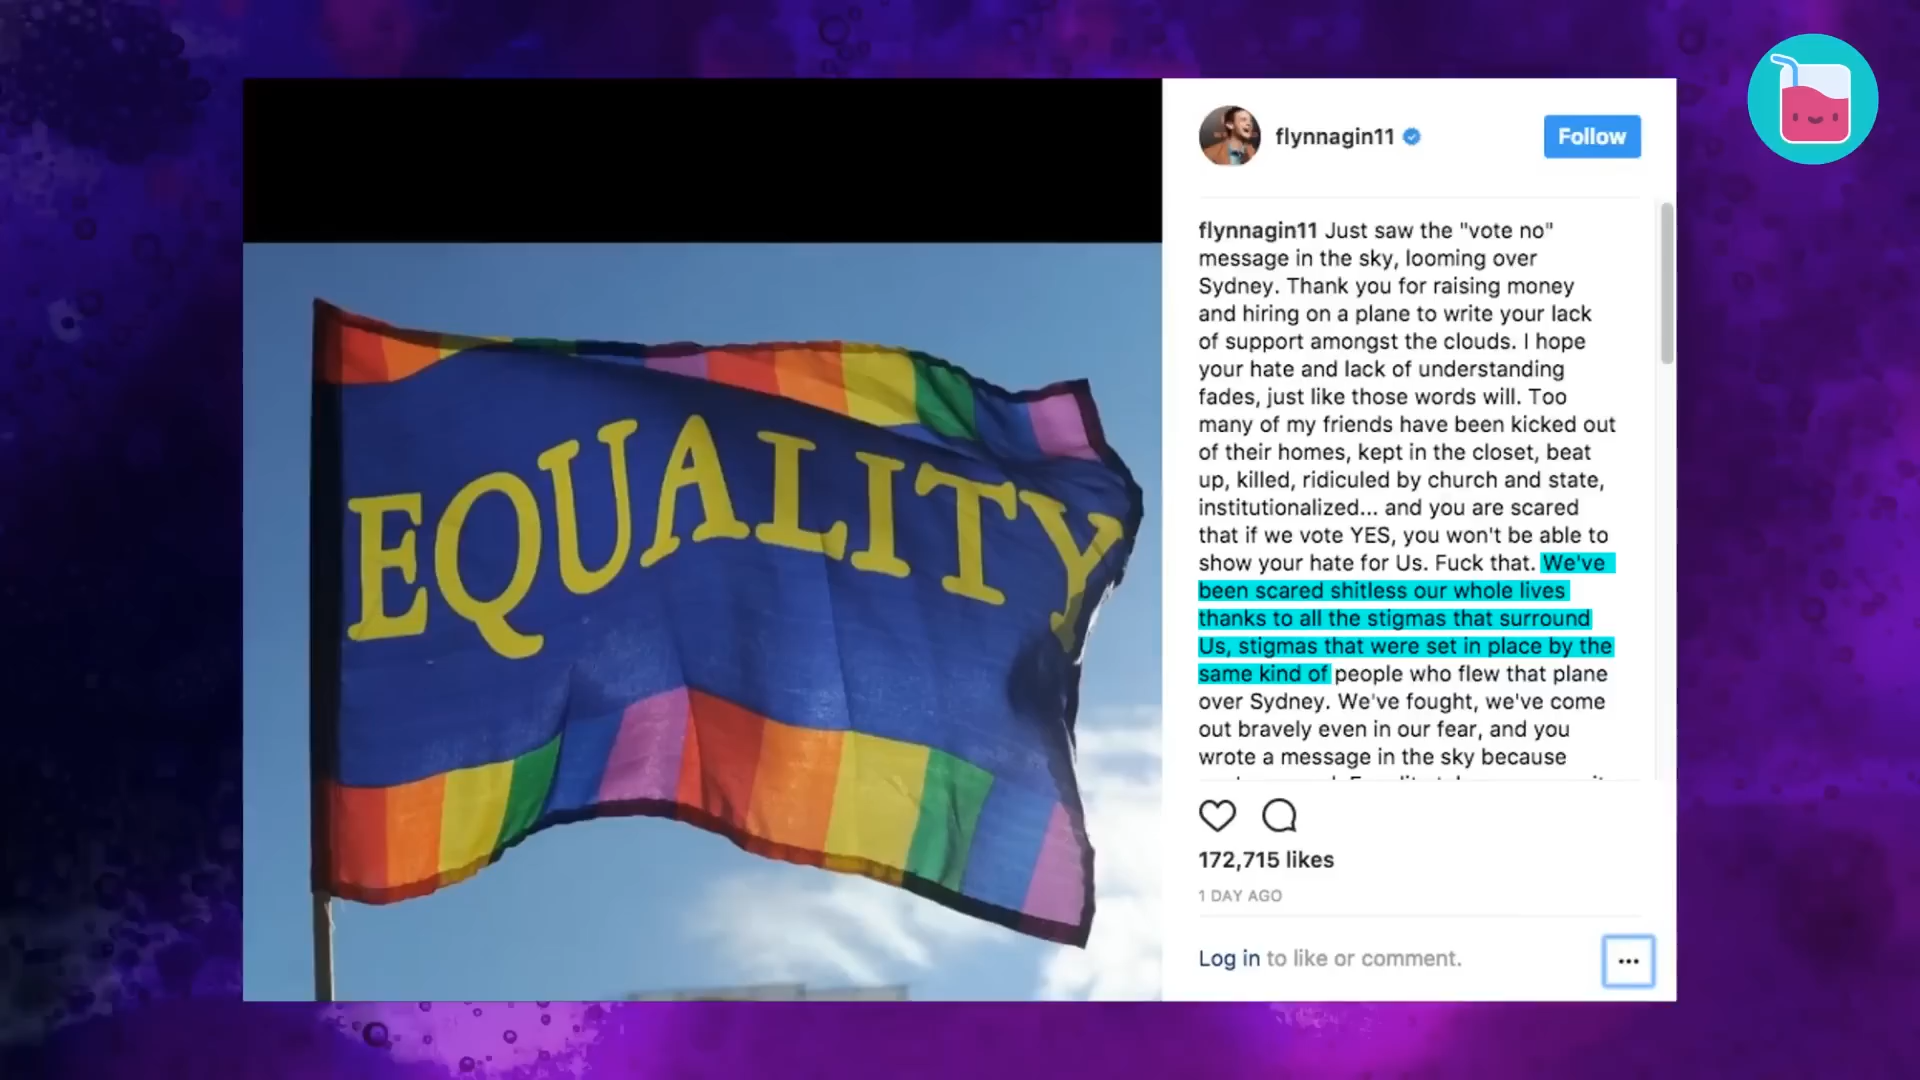 EQUALITY
flynnagin11
Follow
flynnagin11 Just saw the "vote no"
message in the sky, looming over
Sydney. Thank you for raising money
and hiring on a plane to write your lack
of support amongst the clouds. I hope
your hate and lack of understanding
fades, just like those words will. Too
many of my friends have been kicked out
of their homes, kept in the closet, beat
up, killed, ridiculed by church and state,
institutionalized... and you are scared
that if we vote YES, you won't be able to
show your hate for Us. Fuck that. We've
been scared shitless our whole lives
thanks to all the stigmas that surround
Us, stigmas that were set in place by the
same kind of people who flew that plane
over Sydney. We've fought, we've come
out bravely even in our fear, and you
wrote a message in the sky because
172,715 likes
1 DAY AGO
Log in to like or comment.